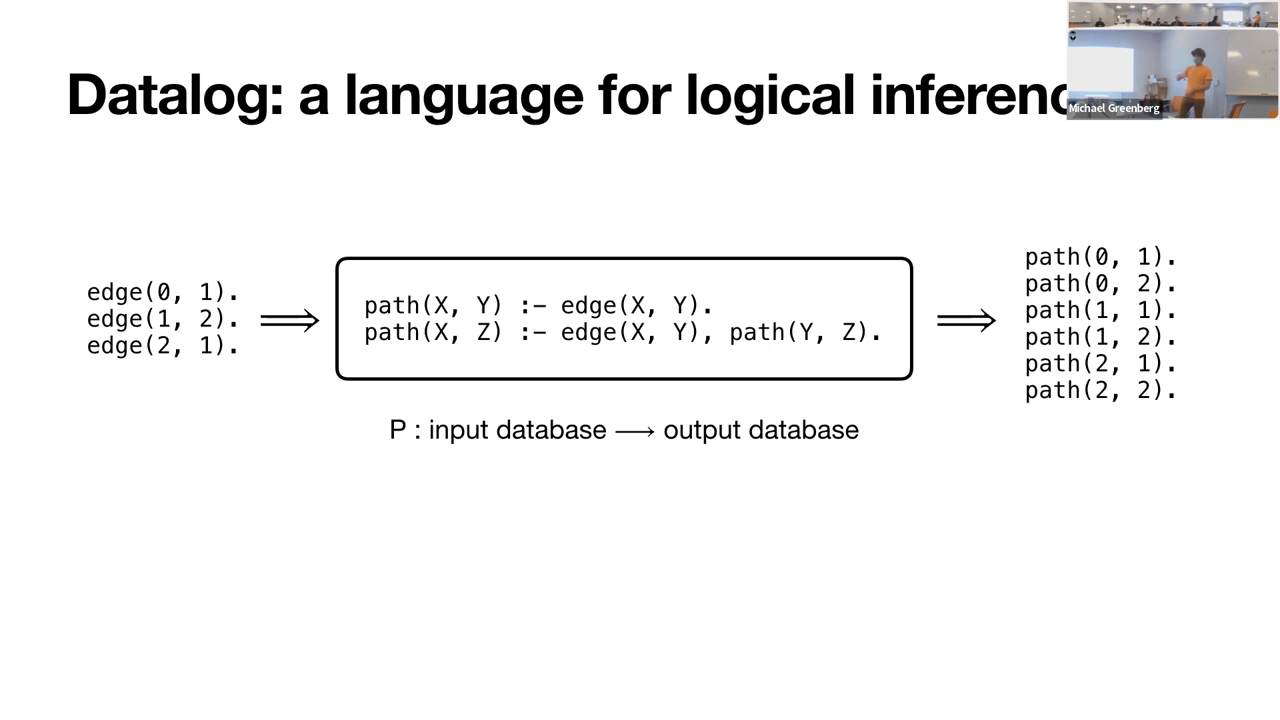 Datalog: a language for logical inferenc
Michael Greenberg
edge(0, 1).
edge(1, 2).
edge(2, 1).
⟹
path(X, Y) :– edge(X, Y).
path(X, Z) :– edge(X, Y), path(Y, Z).
⟹
path(0, 1).
path(0, 2).
path(1, 1).
path(1, 2).
path(2, 1).
path(2, 2).
P : input database ⟶ output database